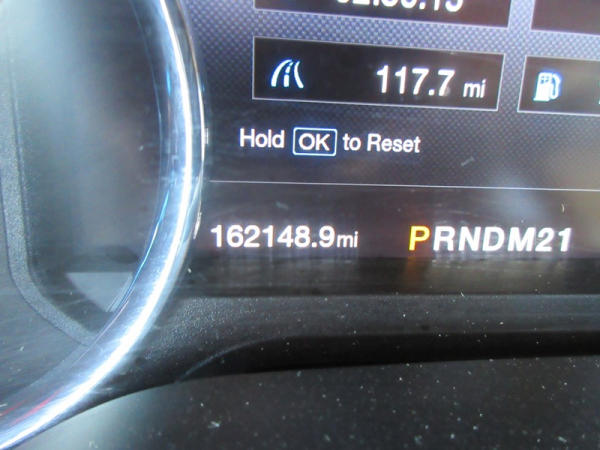 117.7 mi
Hold OK to Reset
162148.9mi
PRNDM21